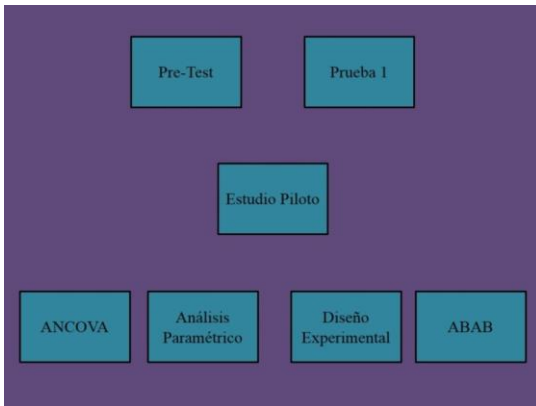 Pre-Test
Prueba 1
Estudio Piloto
ANCOVA
Análisis
Paramétrico
Diseño
Experimental
ABAB